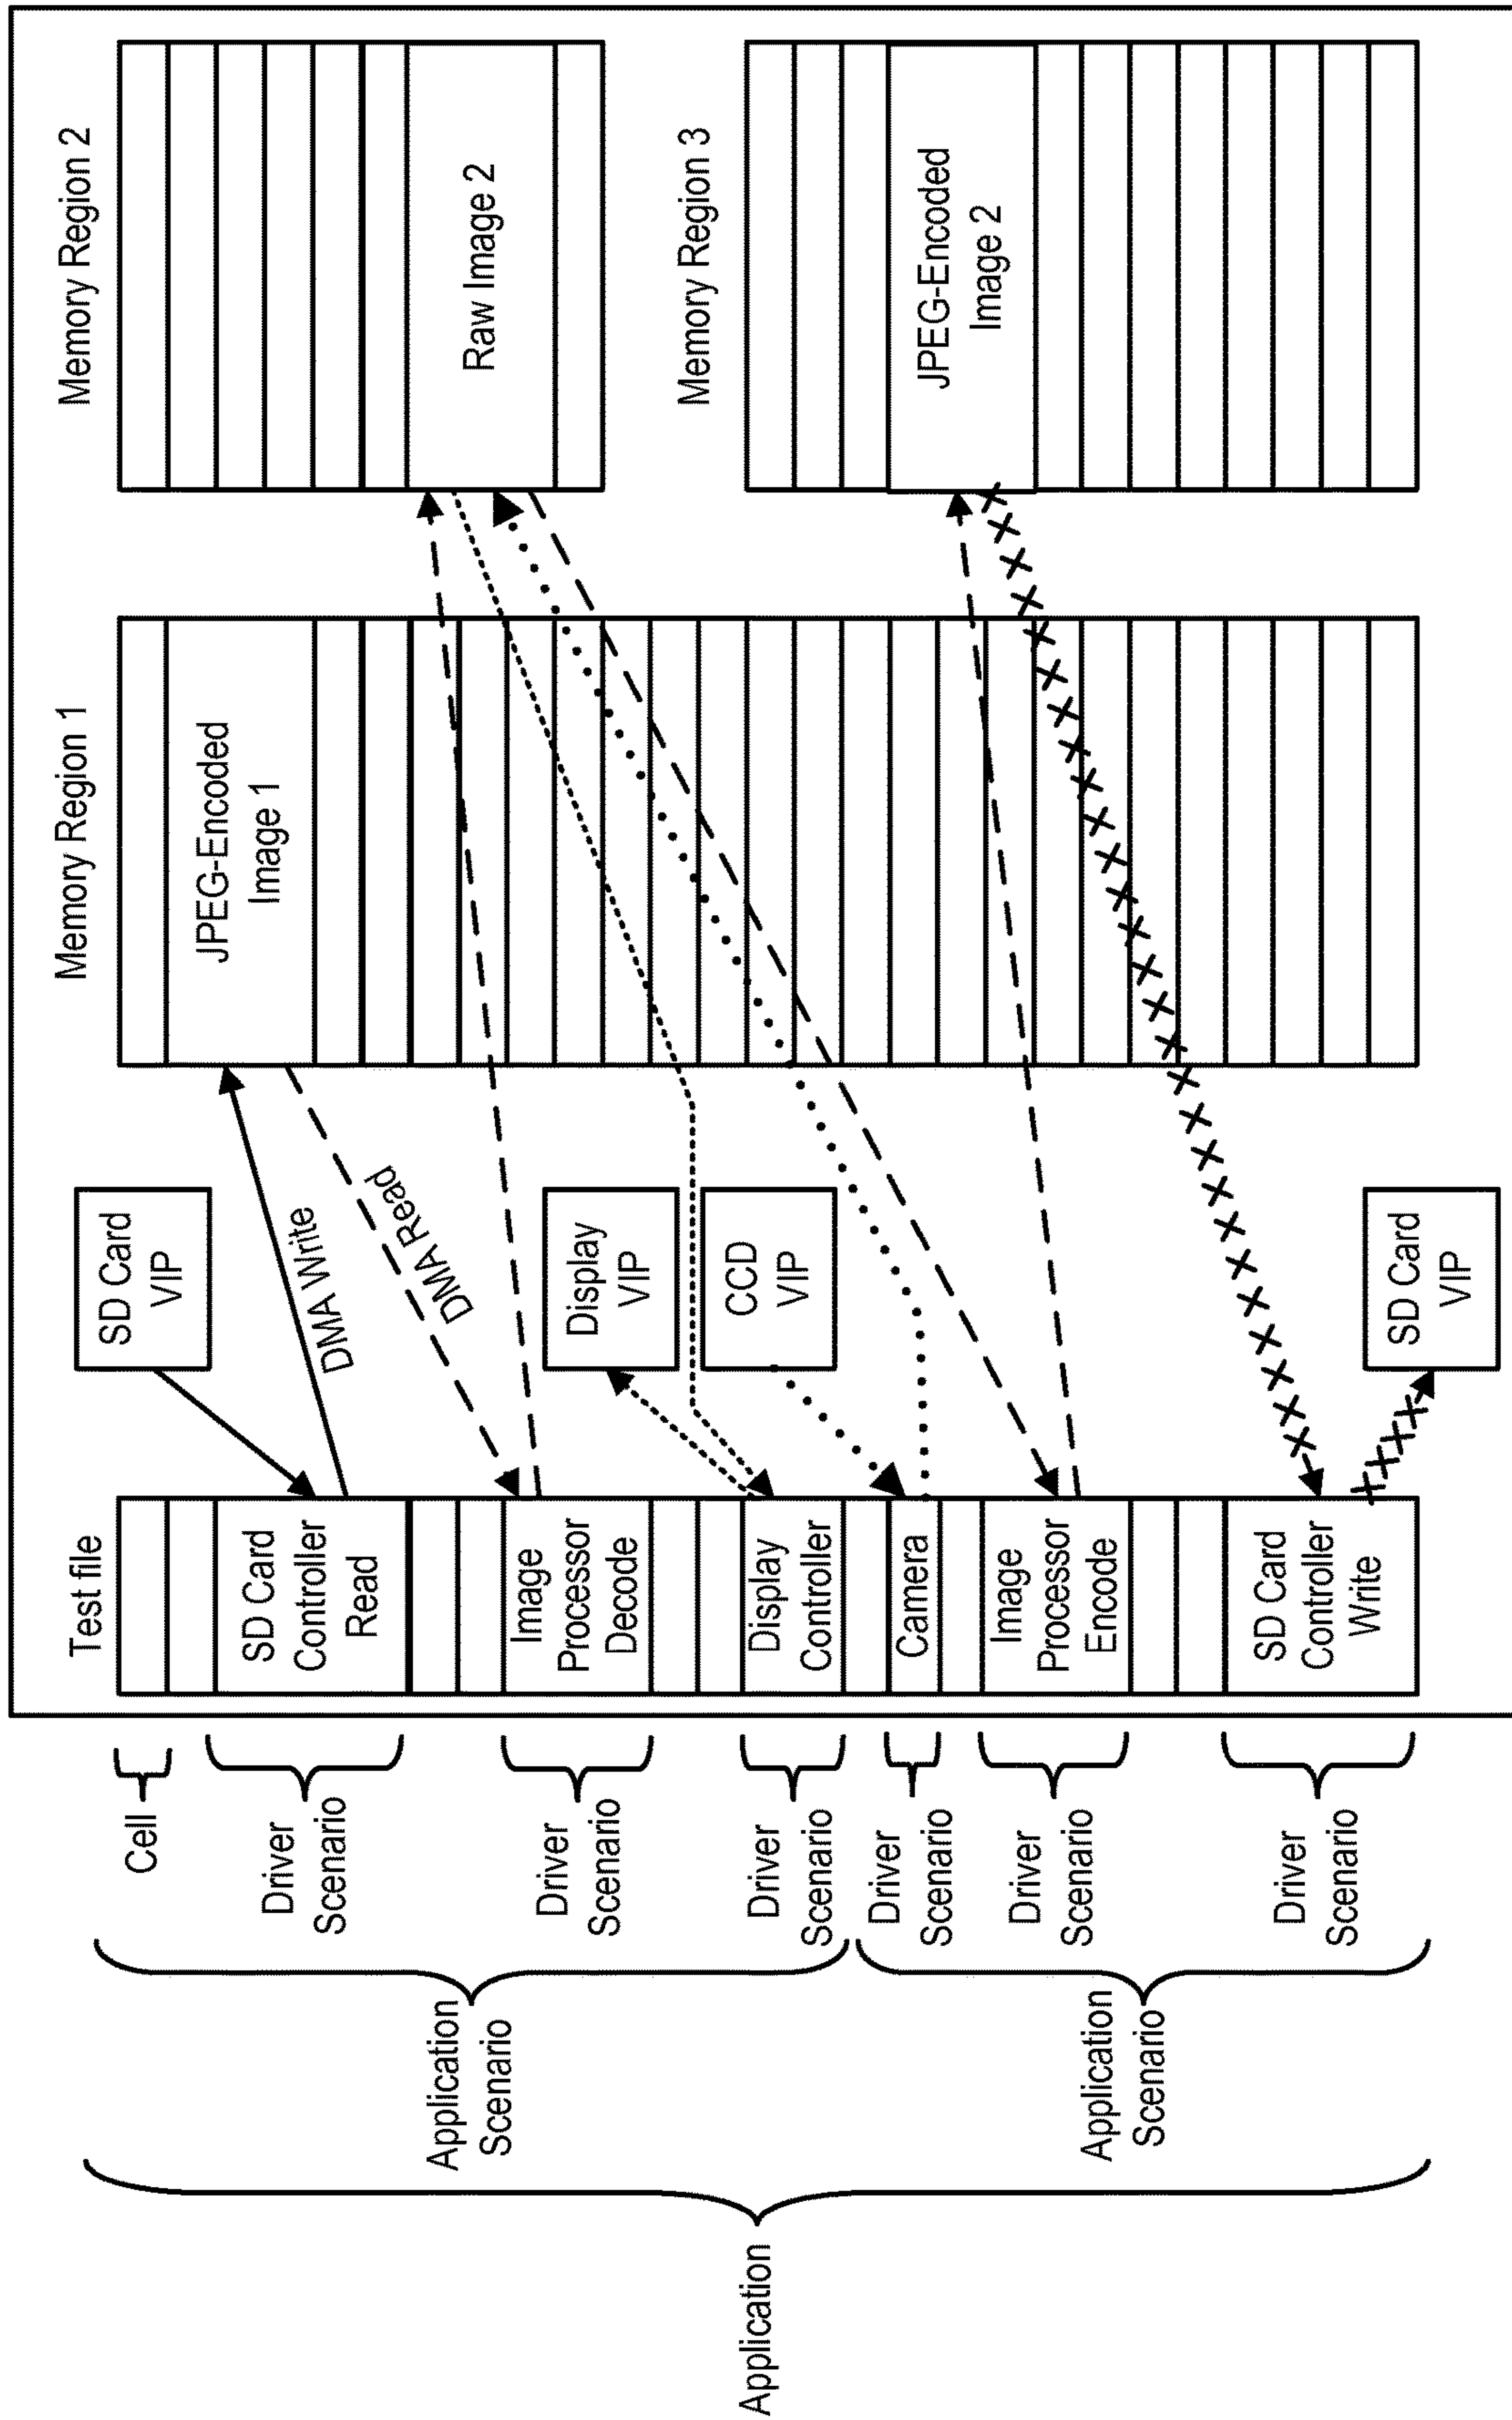 Application
Application
Scenario
Application
Scenario
Cell
Driver
Scenario
Driver
Scenario
Driver
Scenario
Driver
Scenario
Driver
Scenario
Driver
Scenario
Test file
SD Card
Controller
Read
Image
Processor
Decode
Display
Controller
Camera
Image
Processor
Encode
SD Card
Controller
Write
SD Card
VIP
DMA Write
DMA Read
Display
VIP
CCD
VIP
SD Card
VIP
Memory Region 1
JPEG-Encoded
Image 1
Memory Region 2
Raw Image 2
Memory Region 3
JPEG-Encoded
Image 2